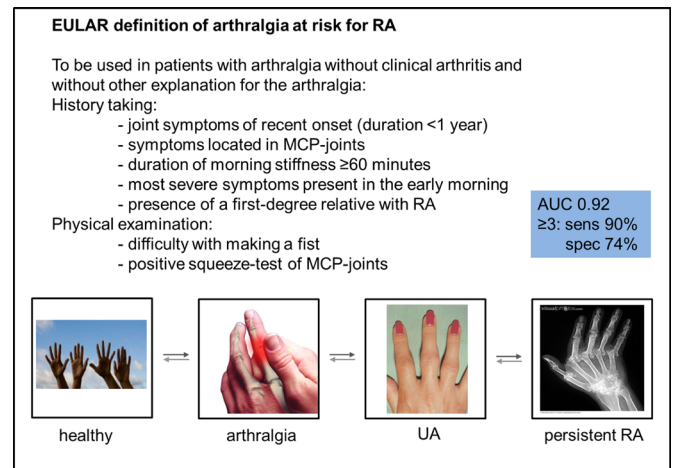 EULAR definition of arthralgia at risk for RA
To be used in patients with arthralgia without clinical arthritis and
without other explanation for the arthralgia:
History taking:
- joint symptoms of recent onset (duration <1 year)
- symptoms located in MCP-joints
- duration of morning stiffness ≥60 minutes
- most severe symptoms present in the early morning
- presence of a first-degree relative with RA
Physical examination:
- difficulty with making a fist
- positive squeeze-test of MCP-joints
AUC 0.92
≥3: sens 90%
spec 74%
healthy
arthralgia
UA
persistent RA